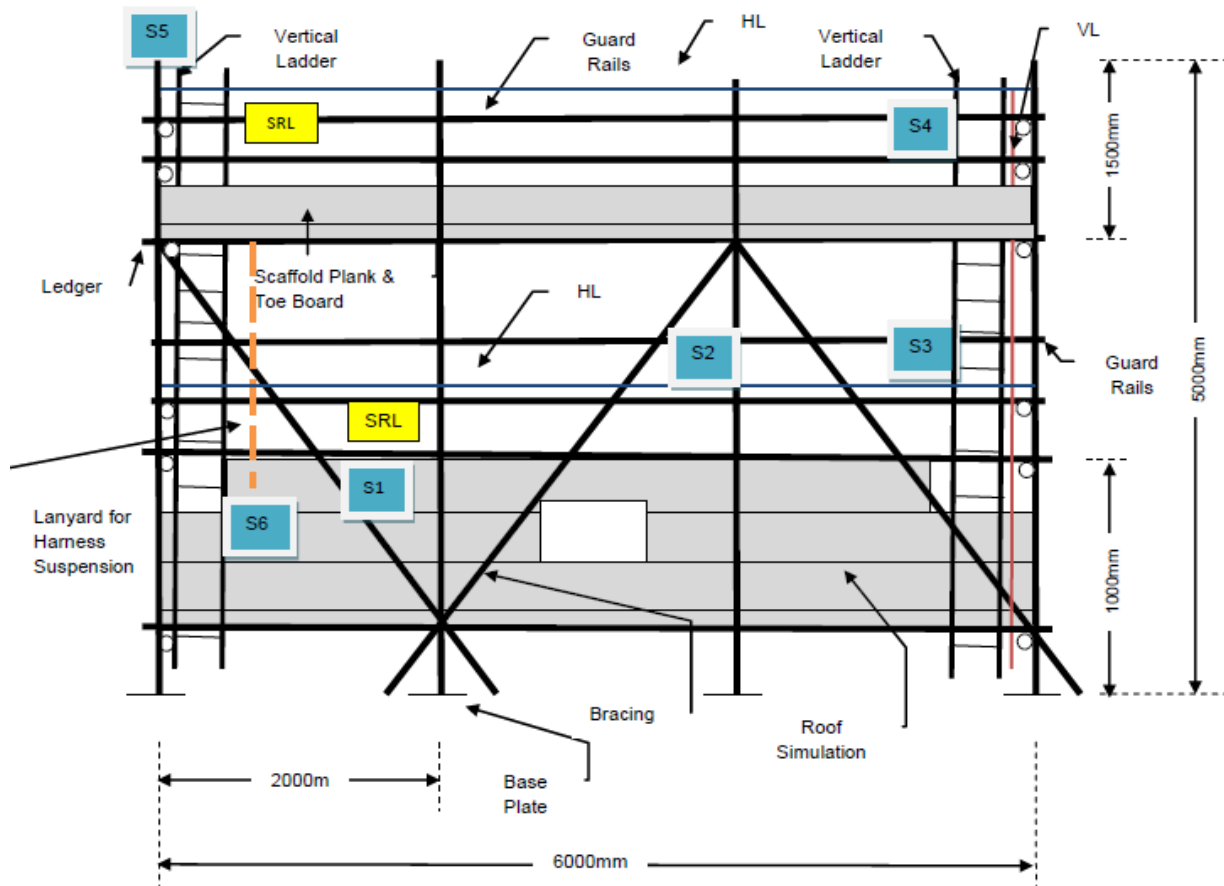 S5
Vertical
Ladder
Guard
Rails
HL
Vertical
Ladder
VL
SRL
S4
1500mm
Scaffold Plank &
Toe Board
Ledger
HL
S2
S3
Guard
Rails
5000mm
SRL
S1
S6
Lanyard for
Harness
Suspension
1000mm
Bracing
Roof
Simulation
2000m
Base
Plate
6000mm